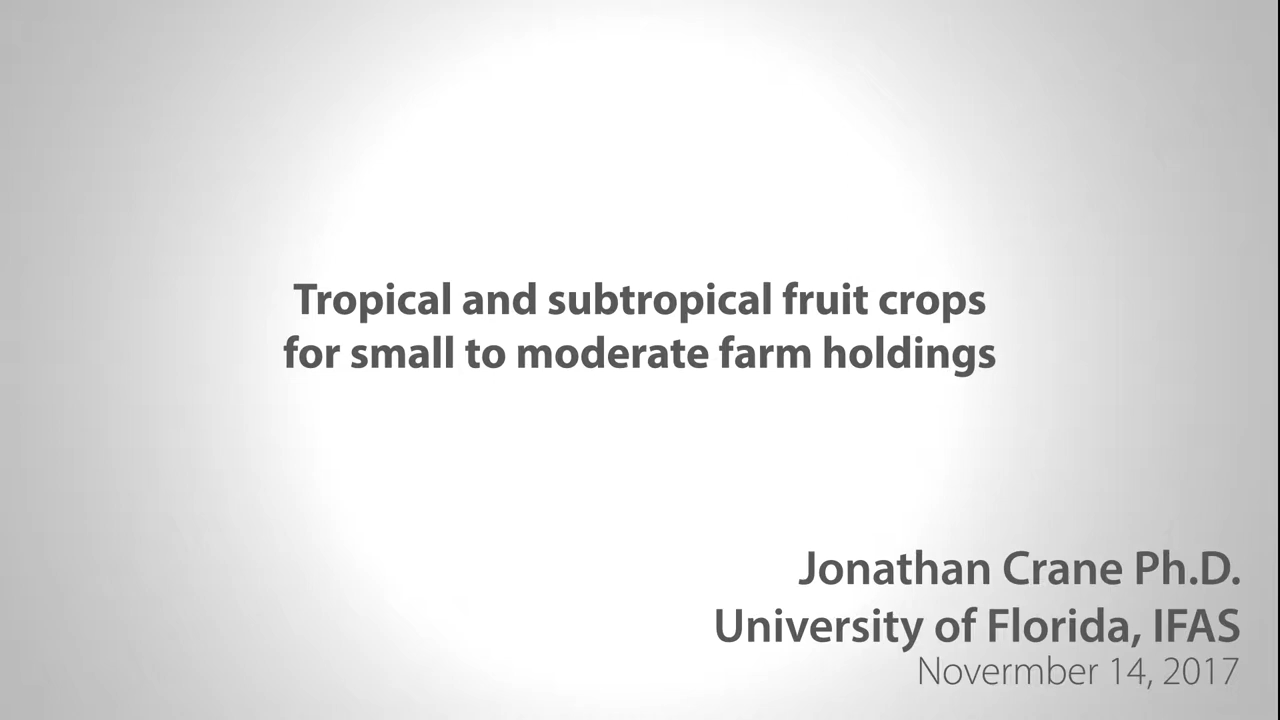 Tropical and subtropical fruit crops
for small to moderate farm holdings
Jonathan Crane Ph.D.
University of Florida, IFAS
Novermber 14, 2017